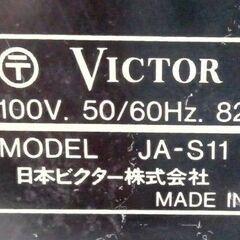 〒 VICTOR
100V. 50/60Hz. 82
MODEL JA-S11
日本ビクター株式会社
MADE IN